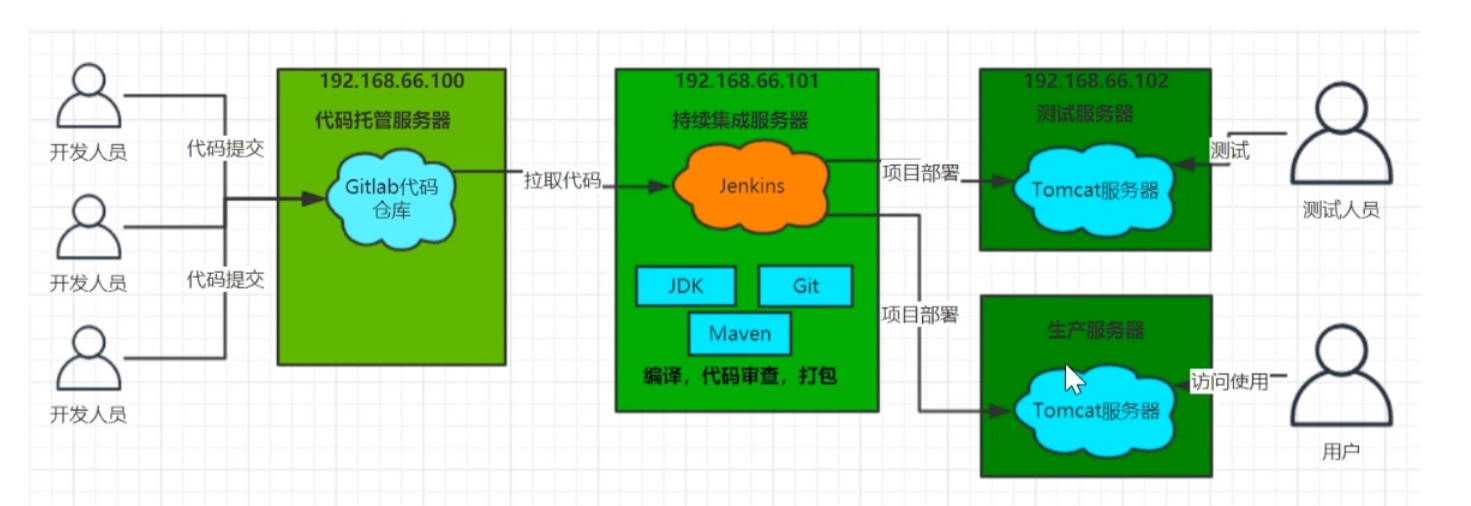 开发人员
代码提交
开发人员
代码提交
开发人员
192.168.66.100
代码托管服务器
Gitlab代码
仓库
拉取代码
192.168.66.101
持续集成服务器
Jenkins
JDK
Git
Maven
编译，代码审查，打包
项目部署
项目部署
192.168.66.102
测试服务器
Tomcat服务器
测试
测试人员
生产服务器
Tomcat服务器
访问使用
用户